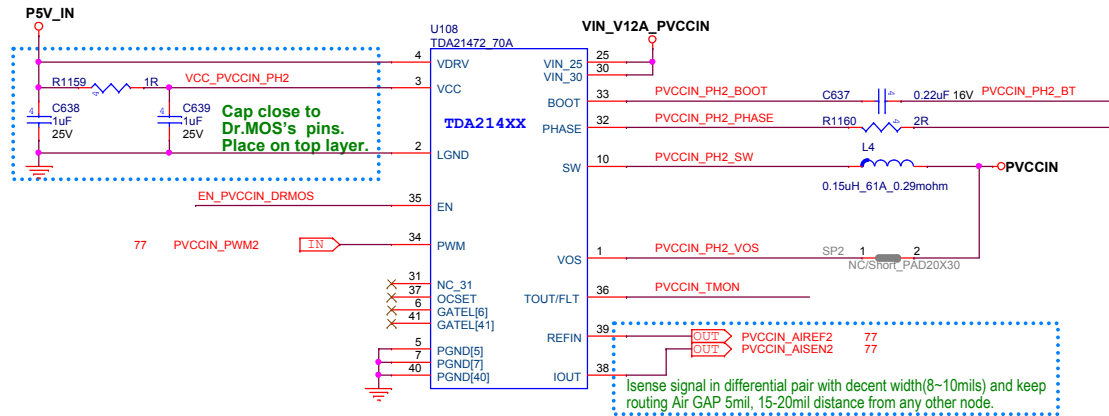 P5V_IN
U108
TDA21472_70A
VIN_V12A_PVCCIN
4
VDRV
R1159
1R
VCC_PVCCIN_PH2
3
VCC
4
4
C638
1uF
25V
4
C639
1uF
25V
Cap close to
Dr.MOS's pins.
Place on top layer.
2
LGND
TDA214XX
25
VIN_25
30
VIN_30
33
BOOT
PVCCIN_PH2_BOOT
C637
4
0.22uF 16V
PVCCIN_PH2_BT
32
PHASE
PVCCIN_PH2_PHASE
R1160
4
2R
L4
10
SW
PVCCIN_PH2_SW
PVCCIN
0.15uH_61A_0.29mohm
EN_PVCCIN_DRMOS
35
EN
77 PVCCIN_PWM2
IN
34
PWM
1
VOS
PVCCIN_PH2_VOS
SP2
1
2
NC/Short_PAD20X30
31
NC_31
37
OCSET
6
GATEL[6]
41
GATEL[41]
36
TOUT/FLT
PVCCIN_TMON
5
PGND[5]
7
PGND[7]
40
PGND[40]
39
REFIN
OUT
PVCCIN_AIREF2 77
OUT
PVCCIN_AISEN2 77
38
IOUT
Isense signal in differential pair with decent width(8~10mils) and keep
routing Air GAP 5mil, 15-20mil distance from any other node.